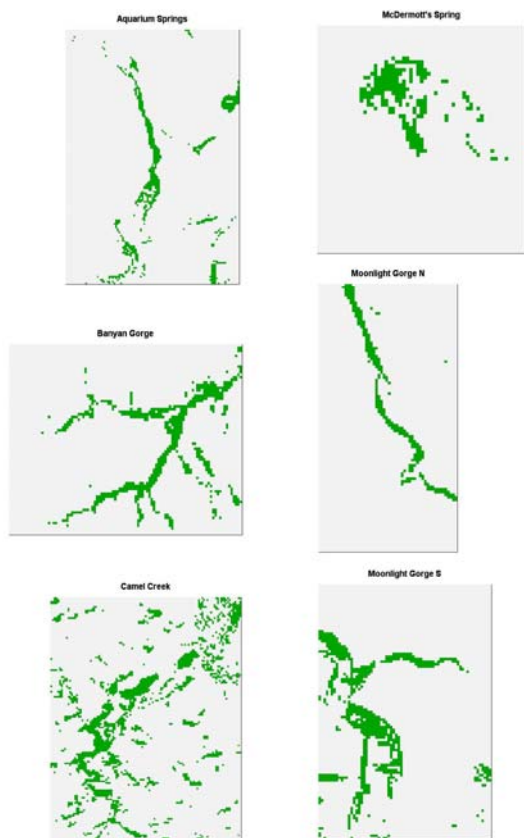 Aquarium Springs
McDermott's Spring
Banyan Gorge
Moonlight Gorge N
Camel Creek
Moonlight Gorge S